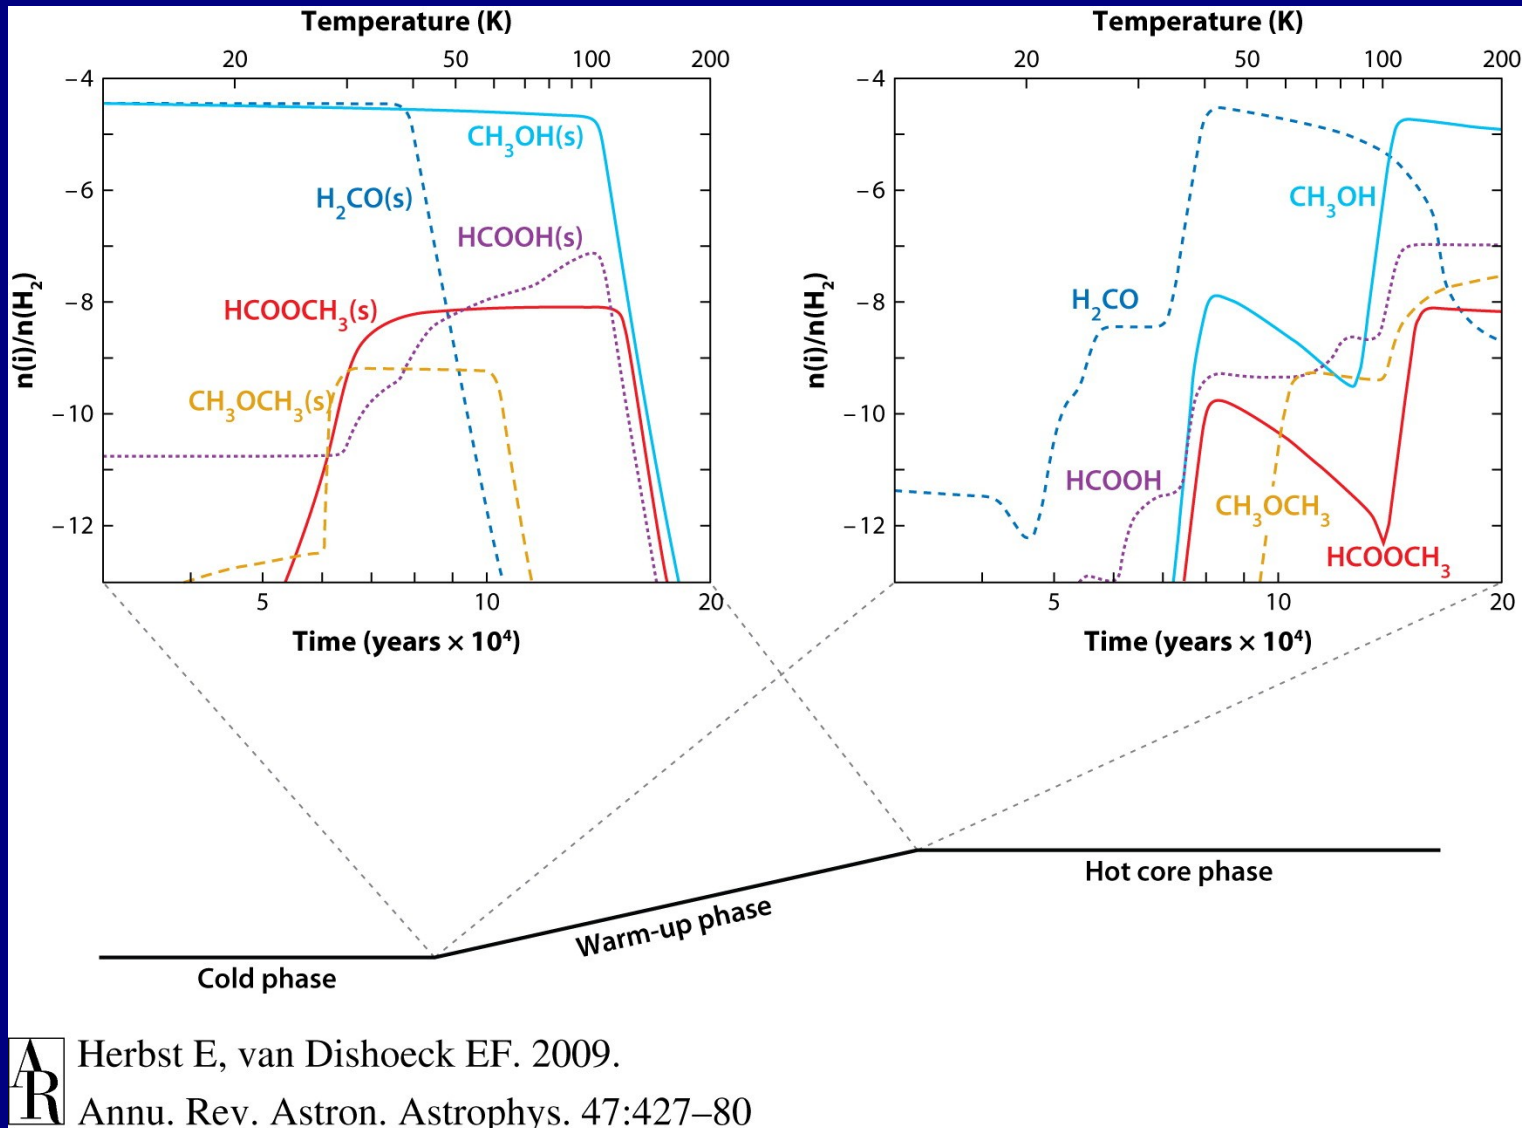 Temperature (K)
20 50 100 200
−4
−6
−8
−10
−12
n(i)/n(H2)
CH3OH(s)
H2CO(s)
HCOOH(s)
HCOOCH3(s)
CH3OCH3(s)
5 10 20
Time (years × 10⁴)
Temperature (K)
20 50 100 200
−4
−6
−8
−10
−12
n(i)/n(H2)
CH3OH
H2CO
HCOOH
CH3OCH3
HCOOCH3
5 10 20
Time (years × 10⁴)
Hot core phase
Warm-up phase
Cold phase
AR
Herbst E, van Dishoeck EF. 2009.
Annu. Rev. Astron. Astrophys. 47:427–80